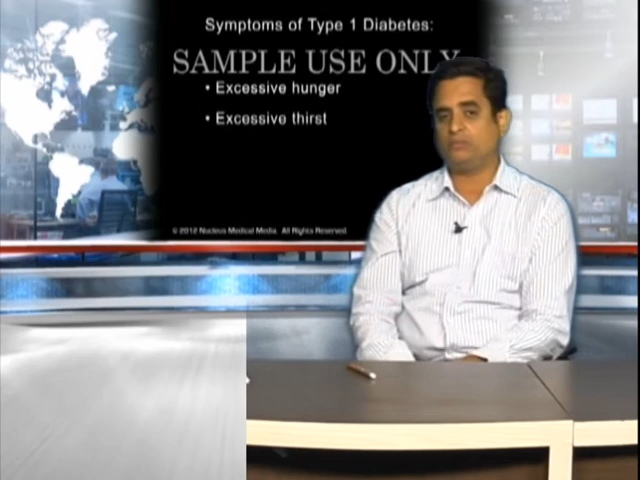 Symptoms of Type 1 Diabetes:
SAMPLE USE ONLY
• Excessive hunger
• Excessive thirst
© 2012 Nucleus Medical Media All Rights Reserved